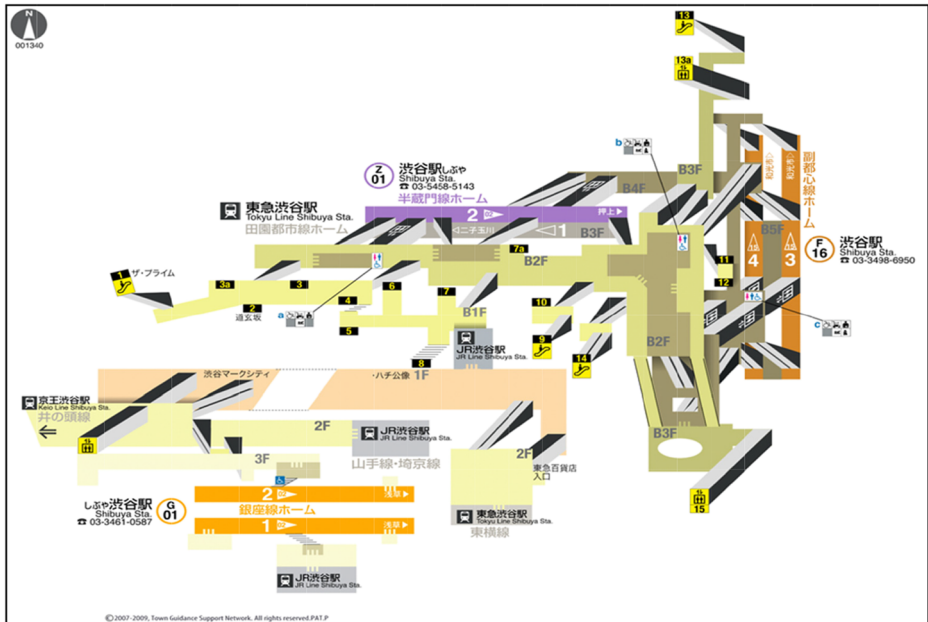 001340
13
13a
b
Z
01
渋谷駅しぶや
Shibuya Sta.
☎ 03-5458-5143
半蔵門線ホーム
B3F
B4F
和光市
和光市
副都心線ホーム
東急渋谷駅
Tokyu Line Shibuya Sta.
田園都市線ホーム
2
押上
二子玉川
1
B3F
B5F
F
16
渋谷駅
Shibuya Sta.
☎ 03-3498-6950
4
3
7a
B2F
11
12
1
ザ・プライム
3a
3
2
道玄坂
a
4
5
6
7
B1F
10
9
14
c
JR渋谷駅
JR Line Shibuya Sta.
8
B2F
渋谷マークシティ
・ハチ公像
1F
京王渋谷駅
Keio Line Shibuya Sta.
井の頭線
2F
JR渋谷駅
JR Line Shibuya Sta.
山手線・埼京線
3F
2F
東急百貨店
入口
B3F
15
しぶや渋谷駅
Shibuya Sta.
☎ 03-3461-0587
G
01
2
浅草
銀座線ホーム
1
浅草
東急渋谷駅
Tokyu Line Shibuya Sta.
東横線
JR渋谷駅
JR Line Shibuya Sta.
©2007-2009, Town Guidance Support Network. All rights reserved.PAT.P